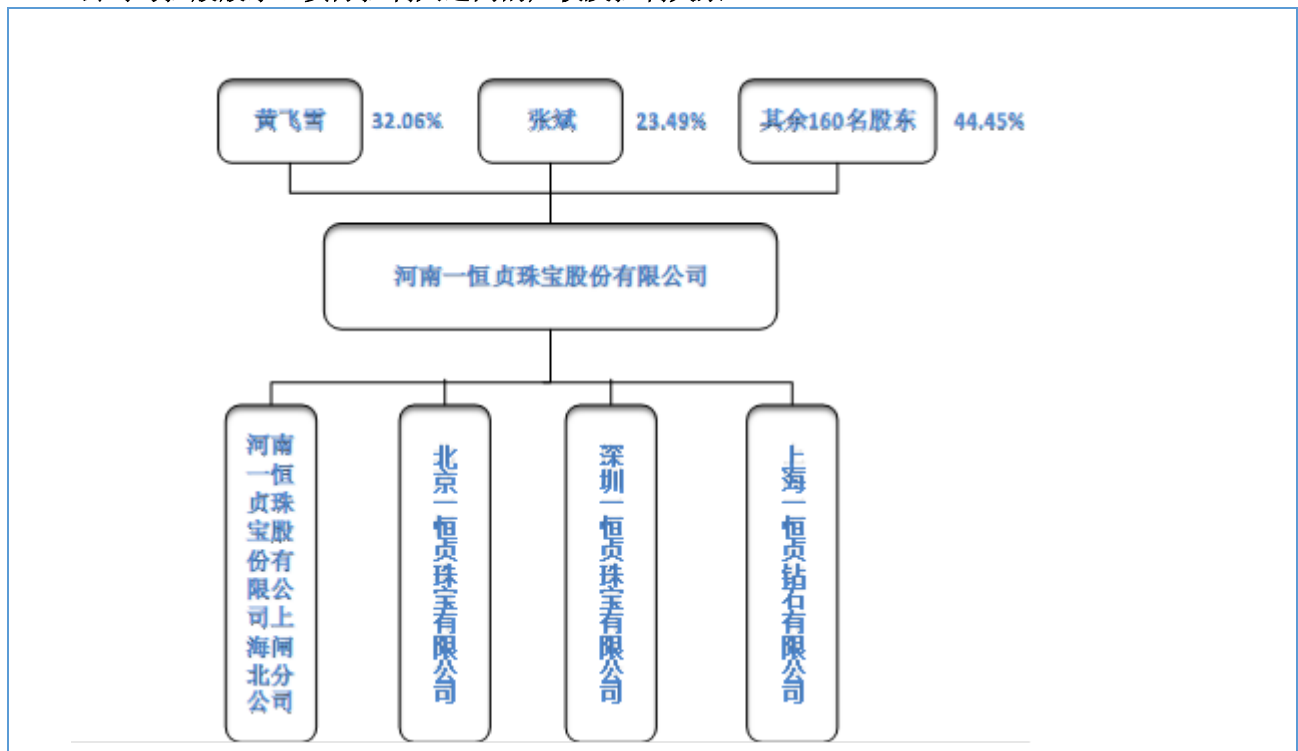 黄飞雪
32.06%
张斌
23.49%
其余160名股东
44.45%
河南一恒贞珠宝股份有限公司
河南
一恒
贞珠
宝股
份有
限公
司上
海闸
北分
公司
北京一恒贞珠宝有限公司
深圳一恒贞珠宝有限公司
上海一恒贞钻石有限公司